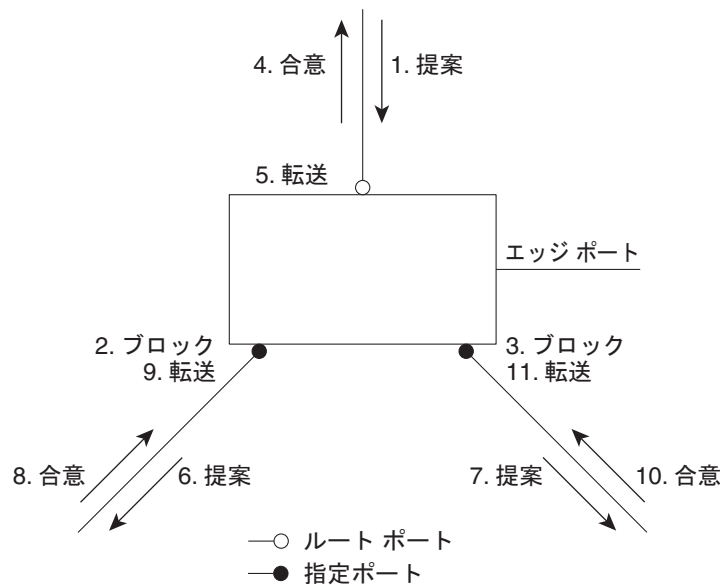 4. 合意
1. 提案
5. 転送
エッジ ポート
2. ブロック
9. 転送
3. ブロック
11. 転送
8. 合意
6. 提案
7. 提案
10. 合意
ルート ポート
指定ポート